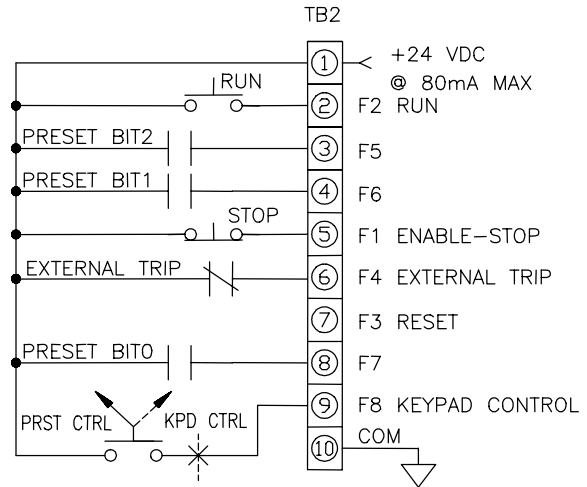 TB2
1 +24 VDC
@ 80mA MAX
RUN
2 F2 RUN
PRESET BIT2
3 F5
PRESET BIT1
4 F6
STOP
5 F1 ENABLE-STOP
EXTERNAL TRIP
6 F4 EXTERNAL TRIP
7 F3 RESET
PRESET BIT0
8 F7
9 F8 KEYPAD CONTROL
PRST CTRL KPD CTRL
10 COM